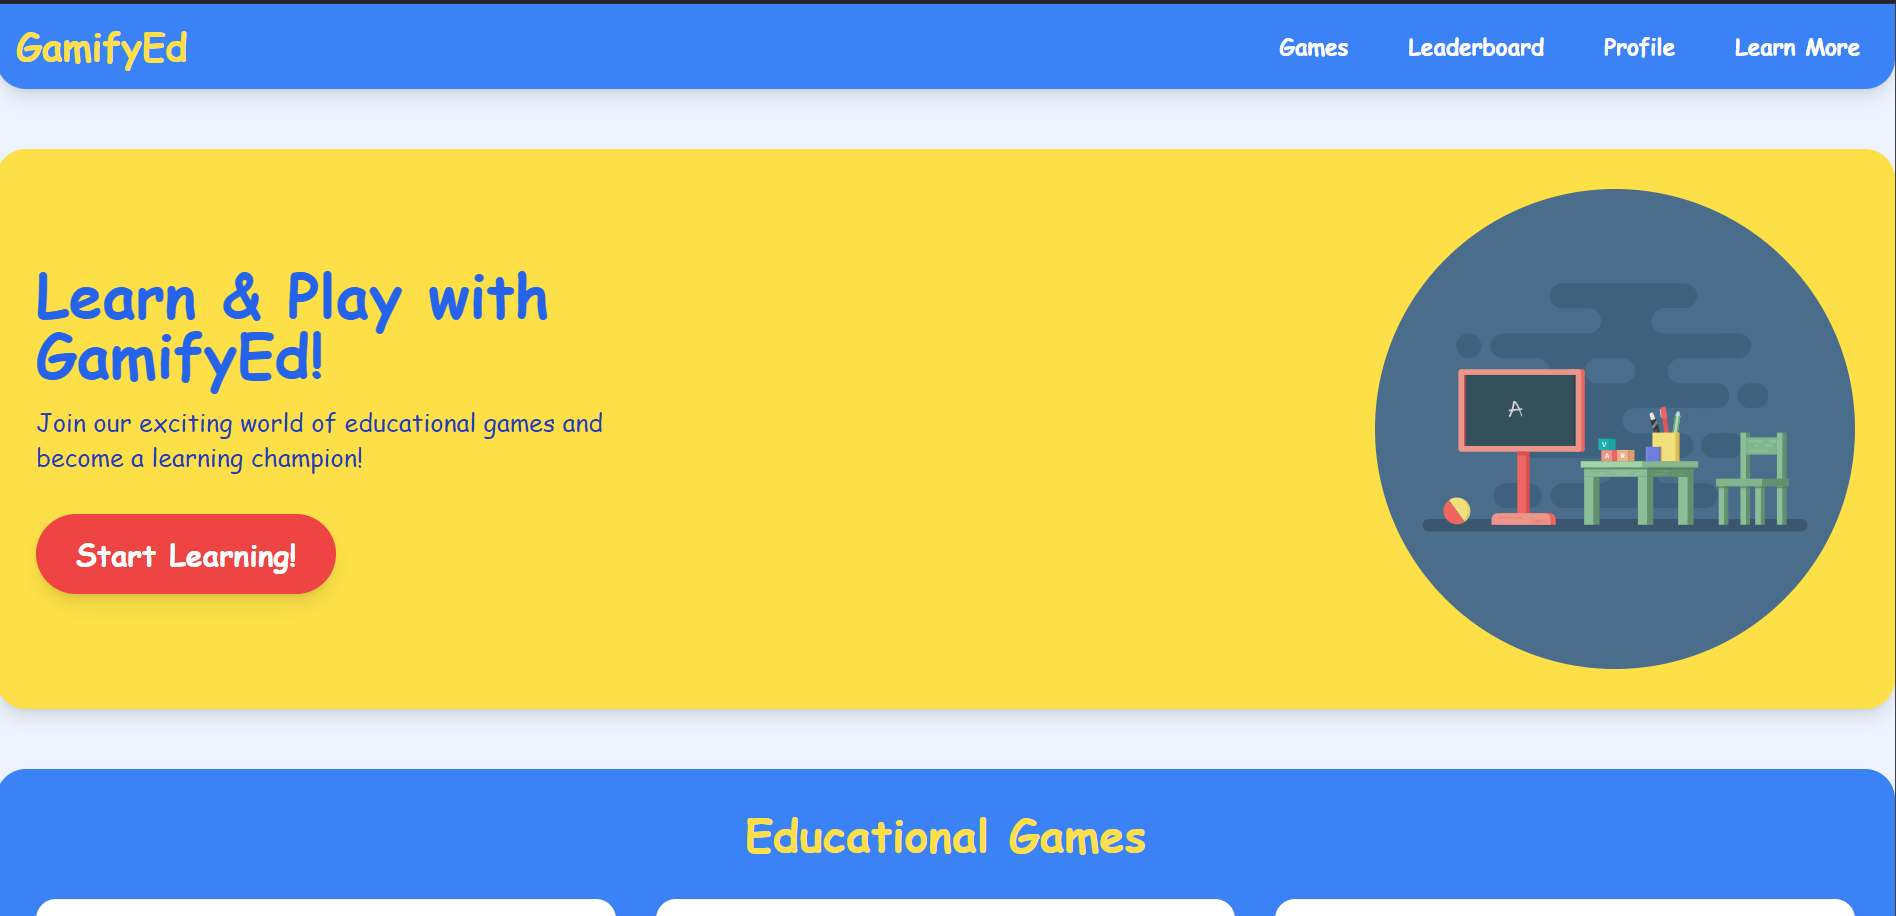 GamifyEd
Games Leaderboard Profile Learn More
Learn & Play with
GamifyEd!
Join our exciting world of educational games and
become a learning champion!
Start Learning!
A
V
A R
Educational Games